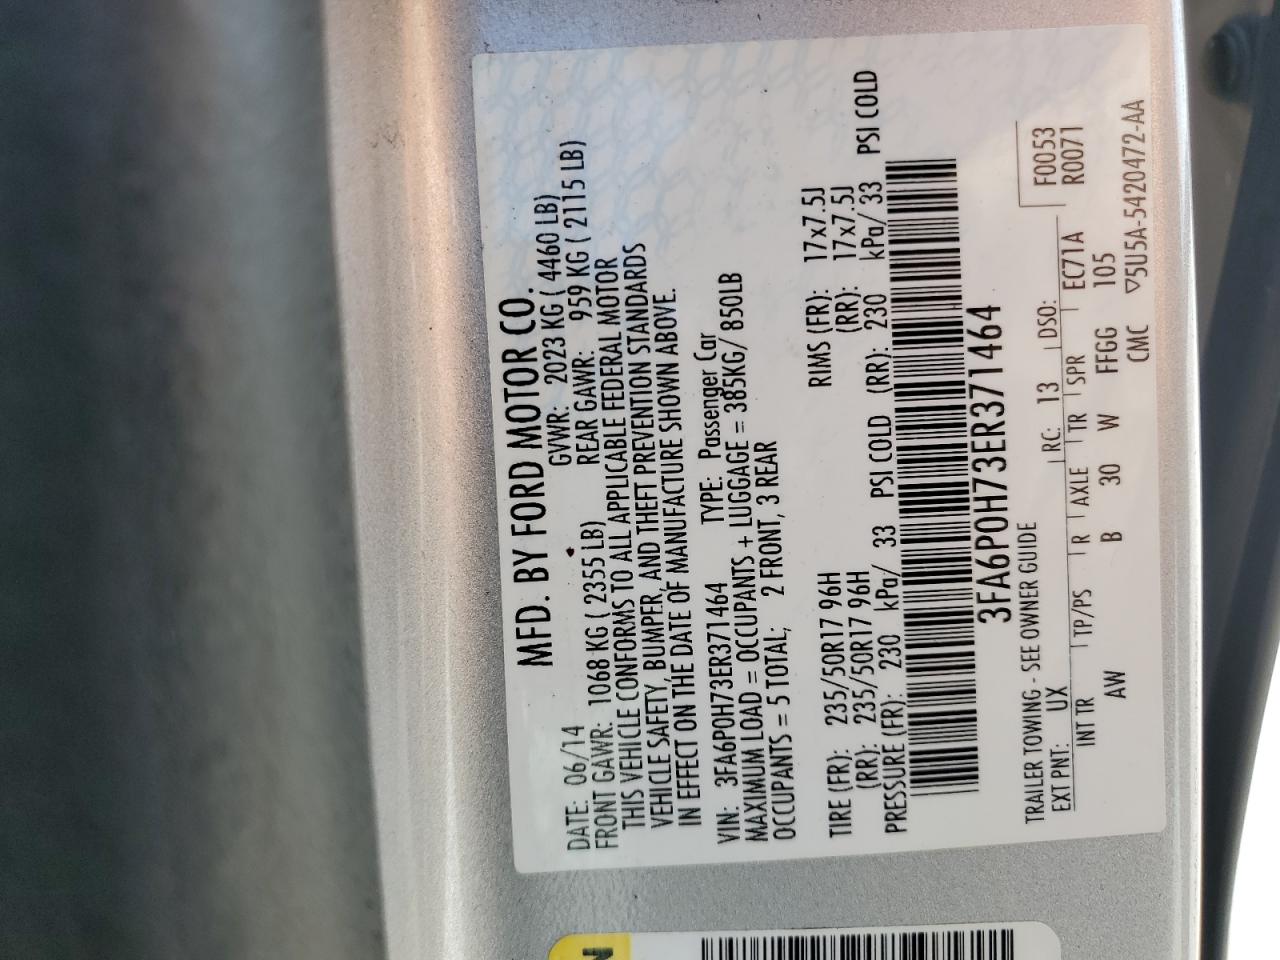 MFD. BY FORD MOTOR CO.
DATE: 06/14 GVWR: 2023 KG ( 4460 LB)
FRONT GAWR: 1068 KG ( 2355 LB) REAR GAWR: 959 KG ( 2115 LB)
THIS VEHICLE CONFORMS TO ALL APPLICABLE FEDERAL MOTOR
VEHICLE SAFETY, BUMPER, AND THEFT PREVENTION STANDARDS
IN EFFECT ON THE DATE OF MANUFACTURE SHOWN ABOVE.
VIN: 3FA6P0H73ER371464 TYPE: Passenger Car
MAXIMUM LOAD = OCCUPANTS + LUGGAGE = 385KG/ 850LB
OCCUPANTS = 5 TOTAL; 2 FRONT, 3 REAR
TIRE (FR): 235/50R17 96H RIMS (FR): 17x7.5J
(RR): 235/50R17 96H (RR): 17x7.5J
PRESSURE (FR): 230 kPa/ 33 PSI COLD (RR): 230 kPa/ 33 PSI COLD
3FA6P0H73ER371464
TRAILER TOWING - SEE OWNER GUIDE F0053
EXT PNT: UX RC: 13 DSO: R0071
INT TR TP/PS R AXLE TR SPR EC71A
AW B 30 W FFGG 105
CMC ▽5U5A-5420472-AA
N